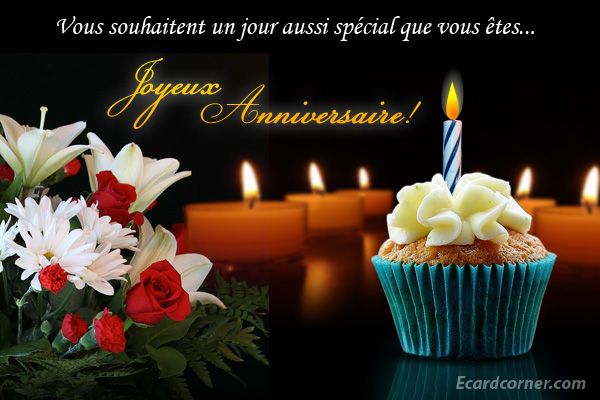 Vous souhaitent un jour aussi spécial que vous êtes...
Joyeux
Anniversaire!
Ecardcorner.com